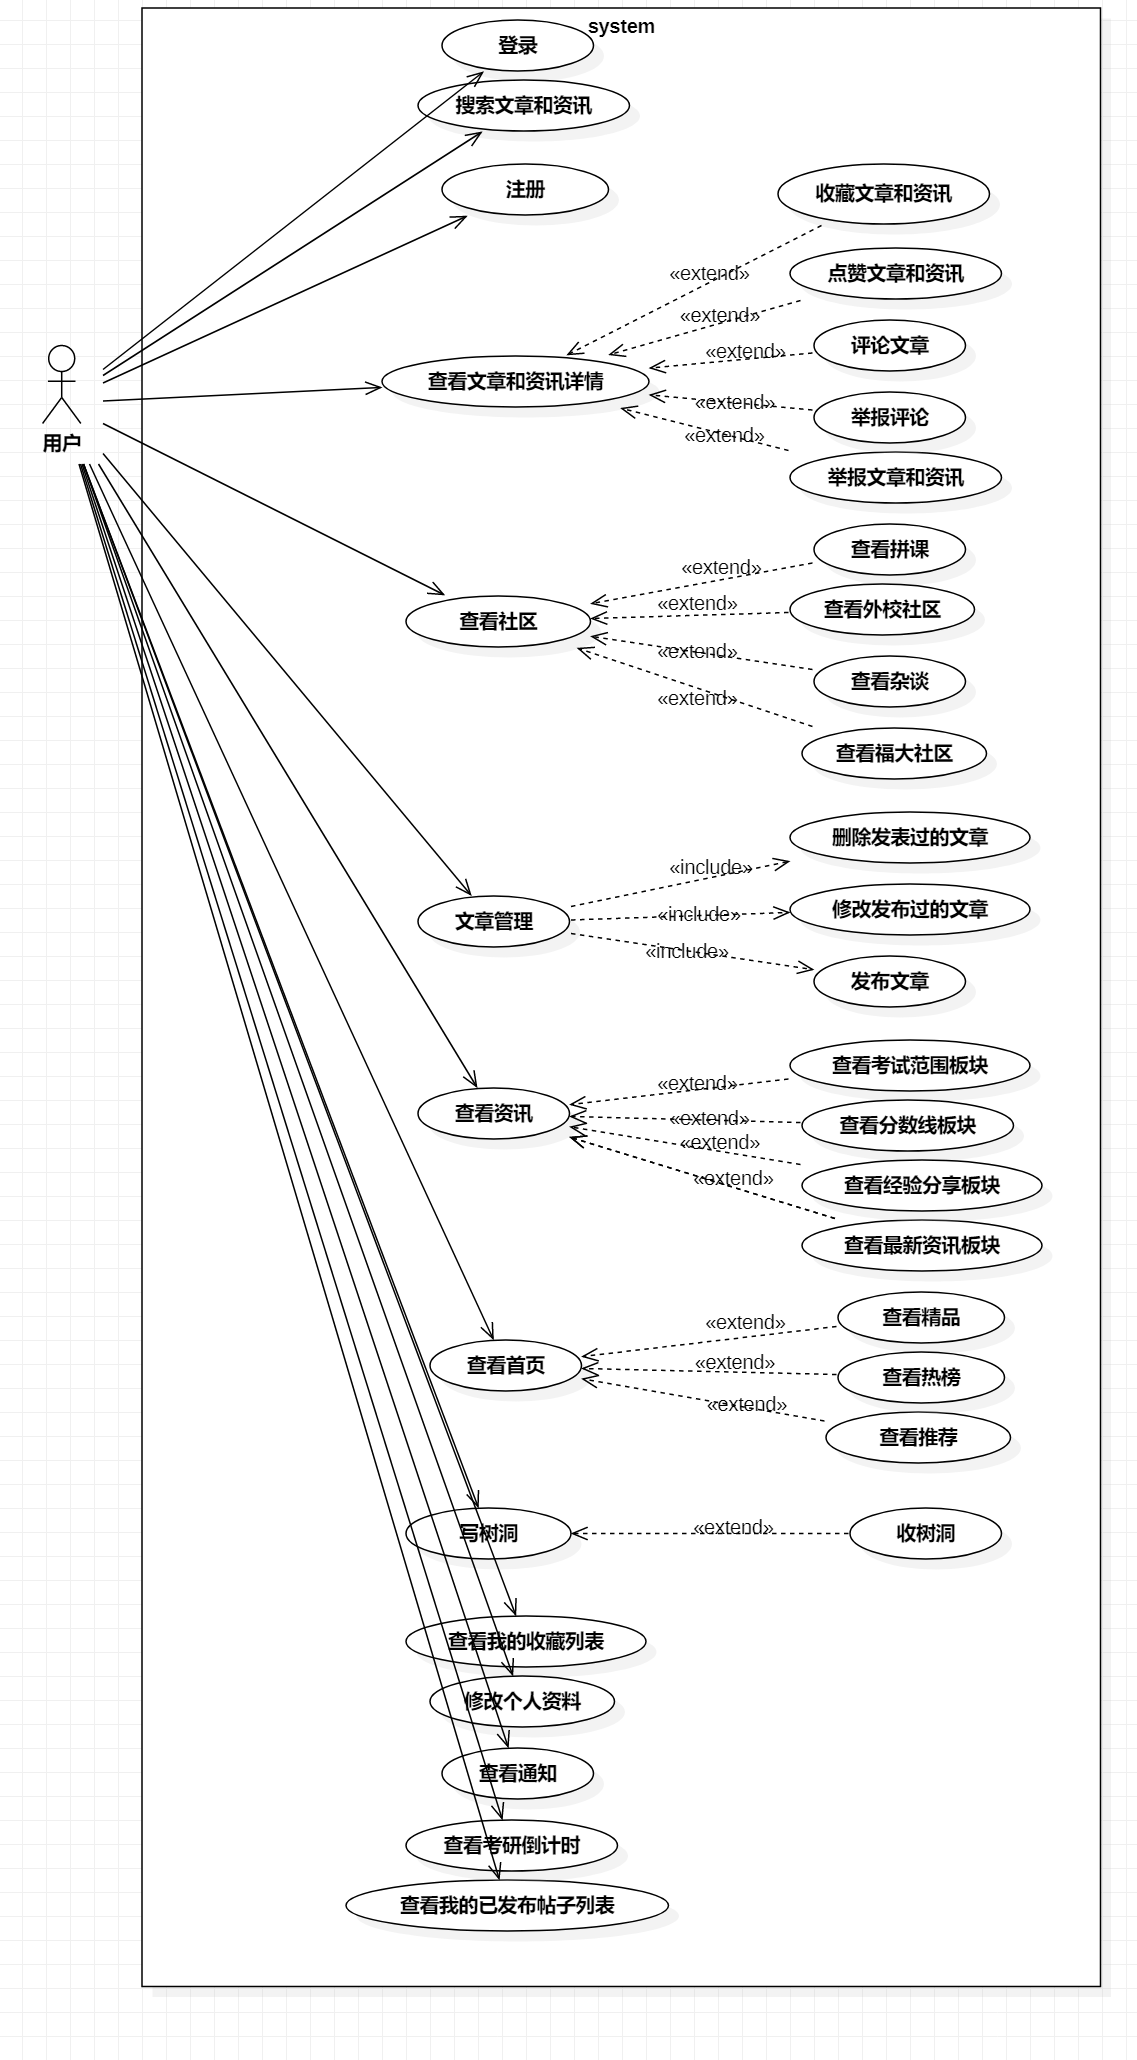 system
登录
搜索文章和资讯
注册
收藏文章和资讯
«extend»
点赞文章和资讯
«extend»
评论文章
«extend»
查看文章和资讯详情
«extend»
举报评论
«extend»
举报文章和资讯
用户
查看拼课
«extend»
查看外校社区
«extend»
查看社区
«extend»
查看杂谈
«extend»
查看福大社区
删除发表过的文章
«include»
修改发布过的文章
«include»
文章管理
«include»
发布文章
查看考试范围板块
«extend»
查看资讯
«extend»
查看分数线板块
«extend»
查看经验分享板块
«extend»
查看最新资讯板块
查看精品
«extend»
查看首页
«extend»
查看热榜
«extend»
查看推荐
写树洞
«extend»
收树洞
查看我的收藏列表
修改个人资料
查看通知
查看考研倒计时
查看我的已发布帖子列表